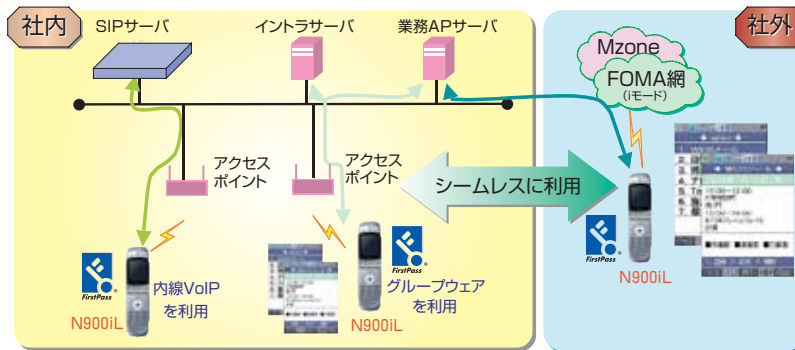 社内
SIPサーバ
イントラサーバ
業務APサーバ
社外
Mzone
FOMA網
(iモード)
アクセス
ポイント
アクセス
ポイント
シームレスに利用
FirstPass
内線VoIP
を利用
N900iL
FirstPass
グループウェア
を利用
N900iL
FirstPass
N900iL